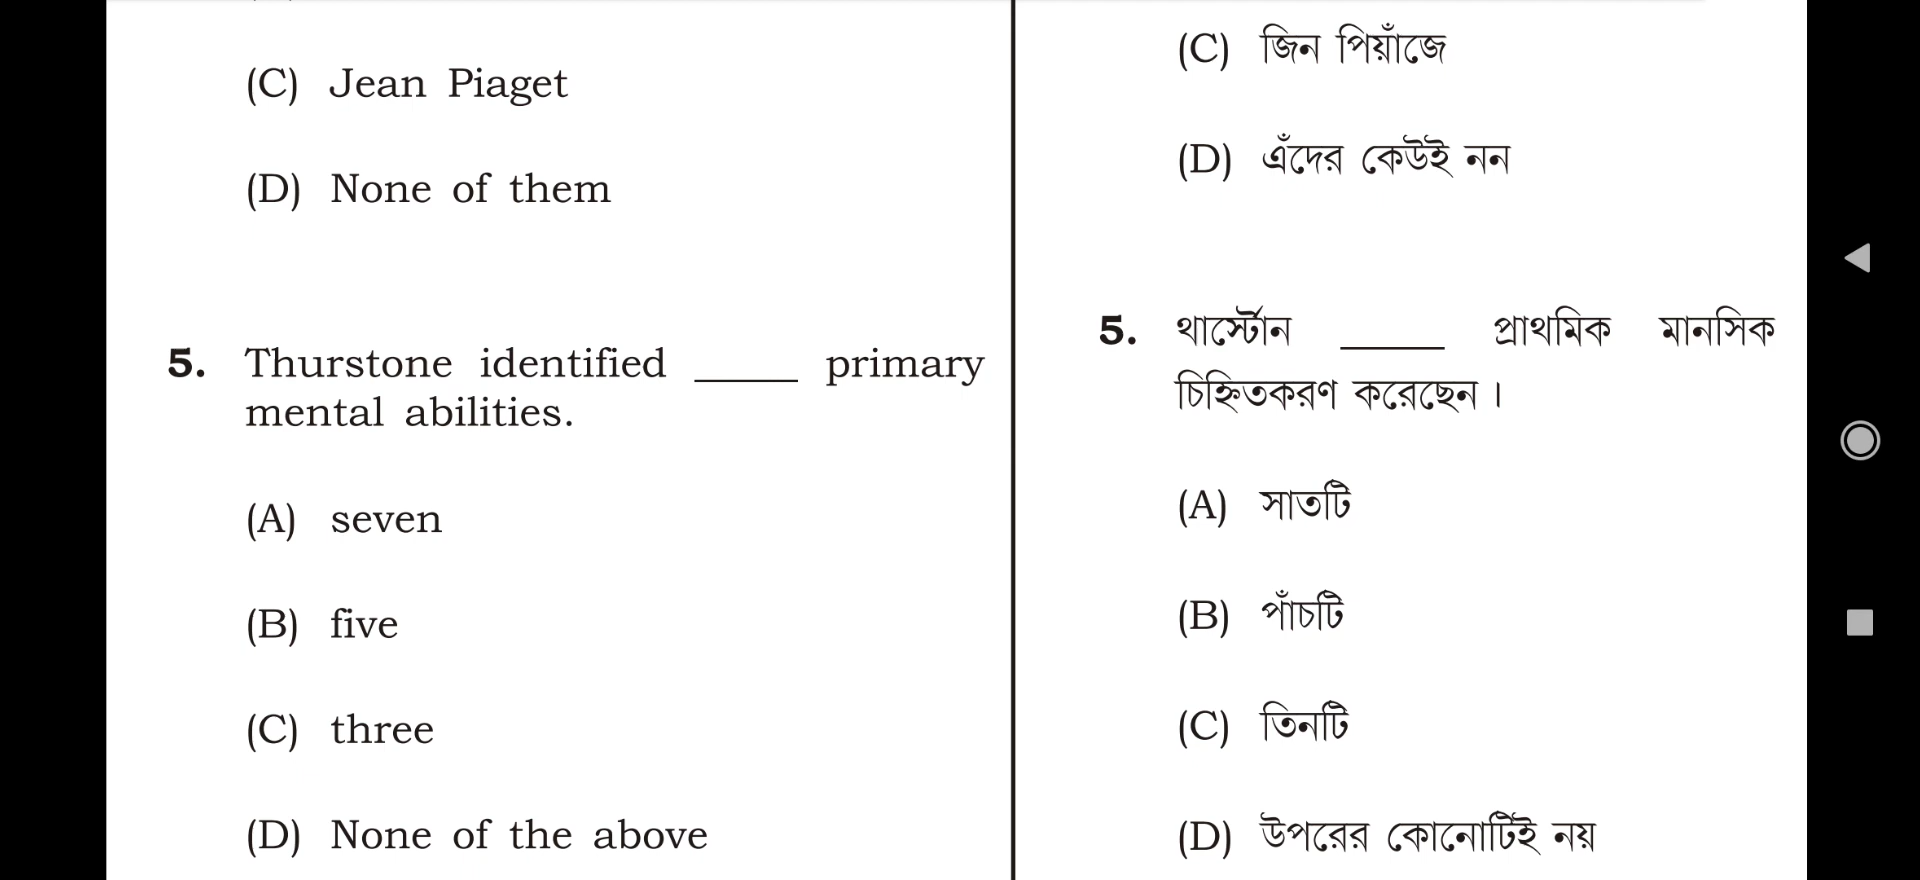 (C) Jean Piaget
(D) None of them
5. Thurstone identified _____ primary
mental abilities.
(A) seven
(B) five
(C) three
(D) None of the above
(C) জিন পিয়াঁজে
(D) এঁদের কেউই নন
5. থার্স্টোন _____ প্রাথমিক মানসিক
চিহ্নিতকরণ করেছেন ।
(A) সাতটি
(B) পাঁচটি
(C) তিনটি
(D) উপরের কোনোটিই নয়